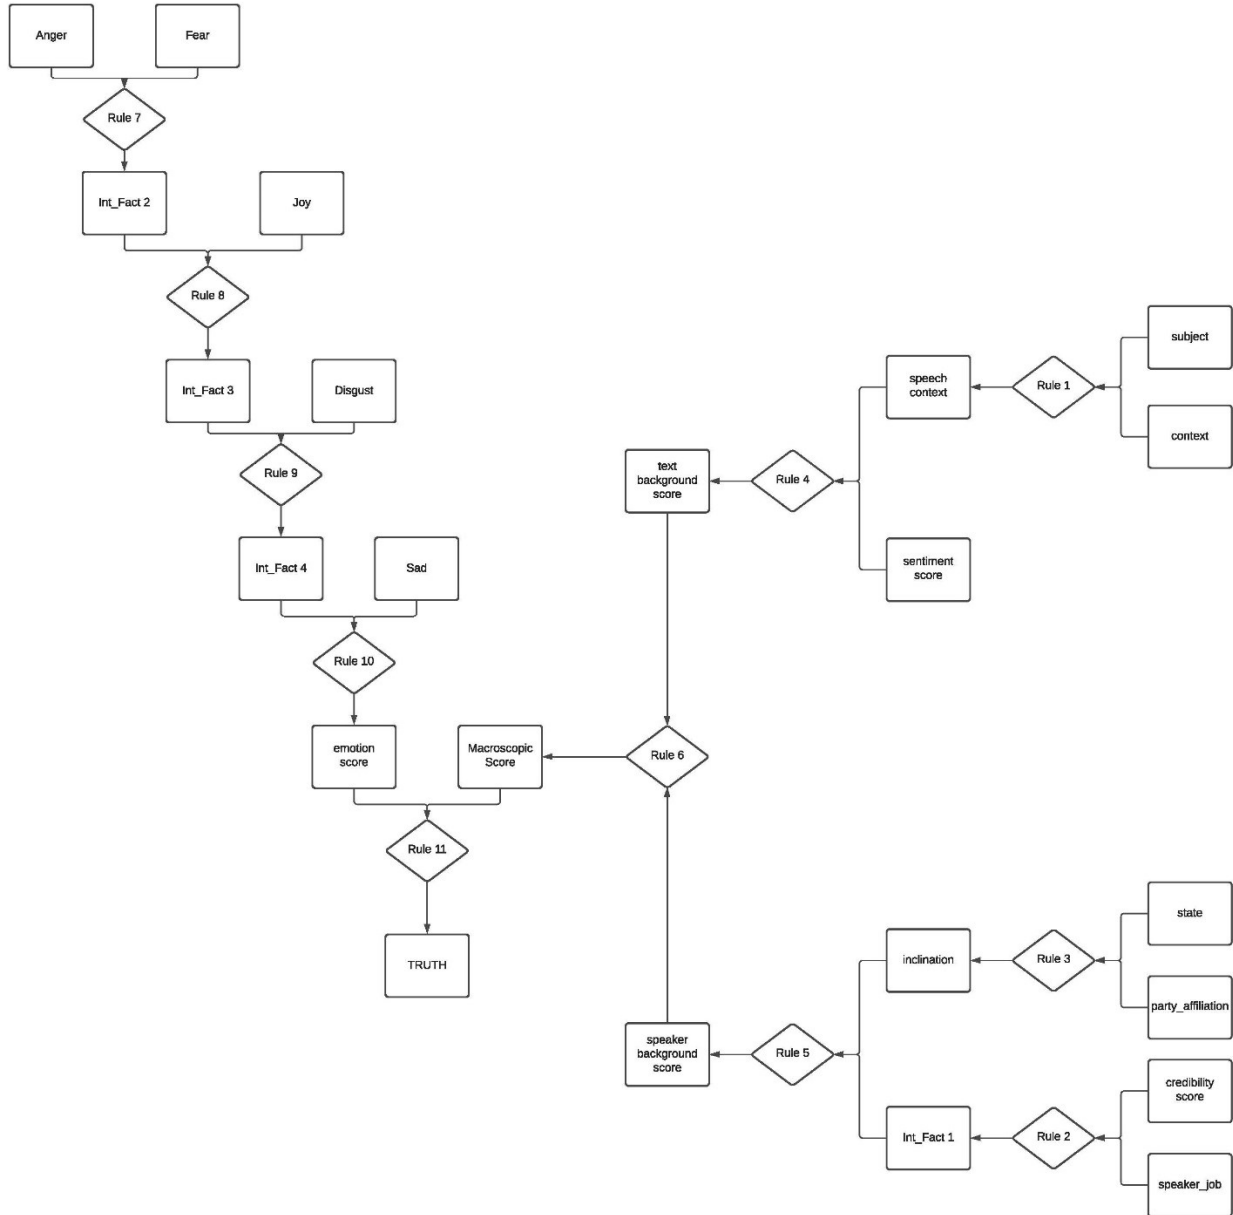 Anger
Fear
Rule 7
Int_Fact 2
Joy
Rule 8
Int_Fact 3
Disgust
Rule 9
Int_Fact 4
Sad
Rule 10
emotion
score
Macroscopic
Score
Rule 11
TRUTH
Rule 6
text
background
score
Rule 4
speech
context
Rule 1
subject
context
sentiment
score
speaker
background
score
Rule 5
inclination
Rule 3
state
party_affiliation
Int_Fact 1
Rule 2
credibility
score
speaker_job